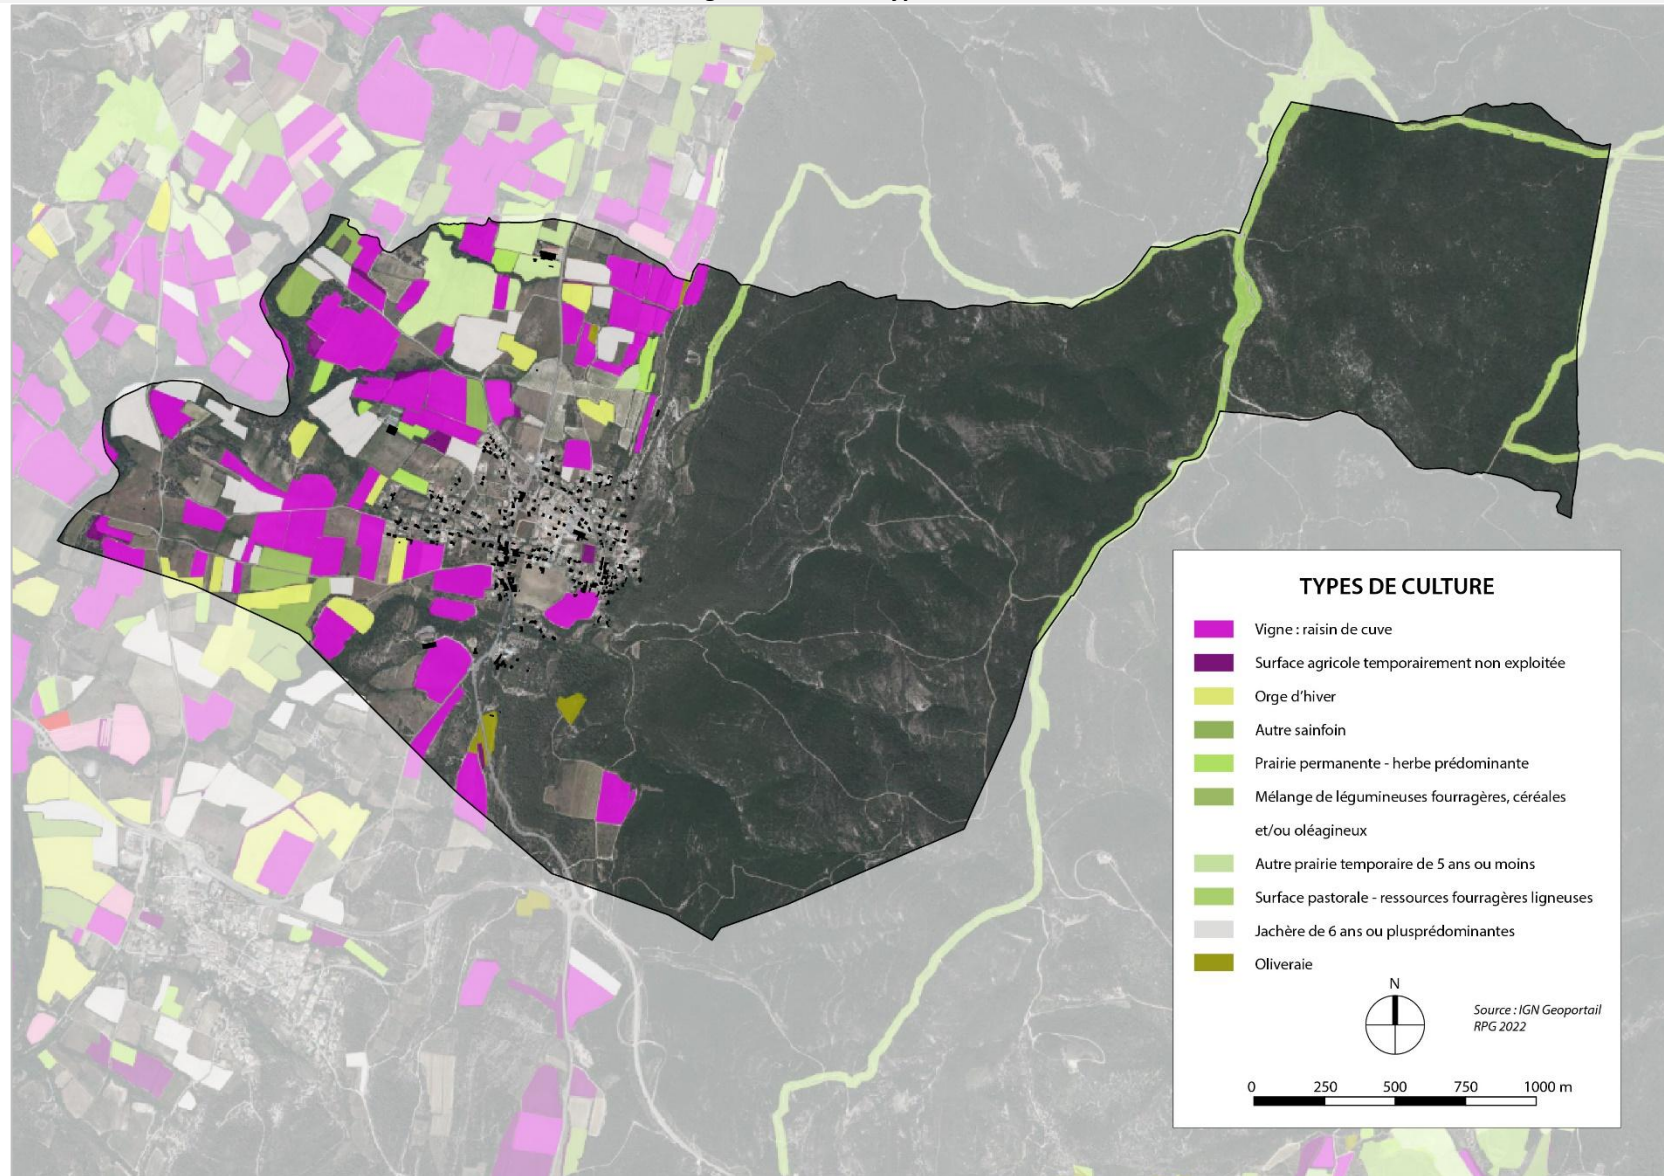 TYPES DE CULTURE
Vigne : raisin de cuve
Surface agricole temporairement non exploitée
Orge d’hiver
Autre sainfoin
Prairie permanente - herbe prédominante
Mélange de légumineuses fourragères, céréales
et/ou oléagineux
Autre prairie temporaire de 5 ans ou moins
Surface pastorale - ressources fourragères ligneuses
Jachère de 6 ans ou plusprédominantes
Oliveraie
N
Source : IGN Geoportail
RPG 2022
0 250 500 750 1000 m